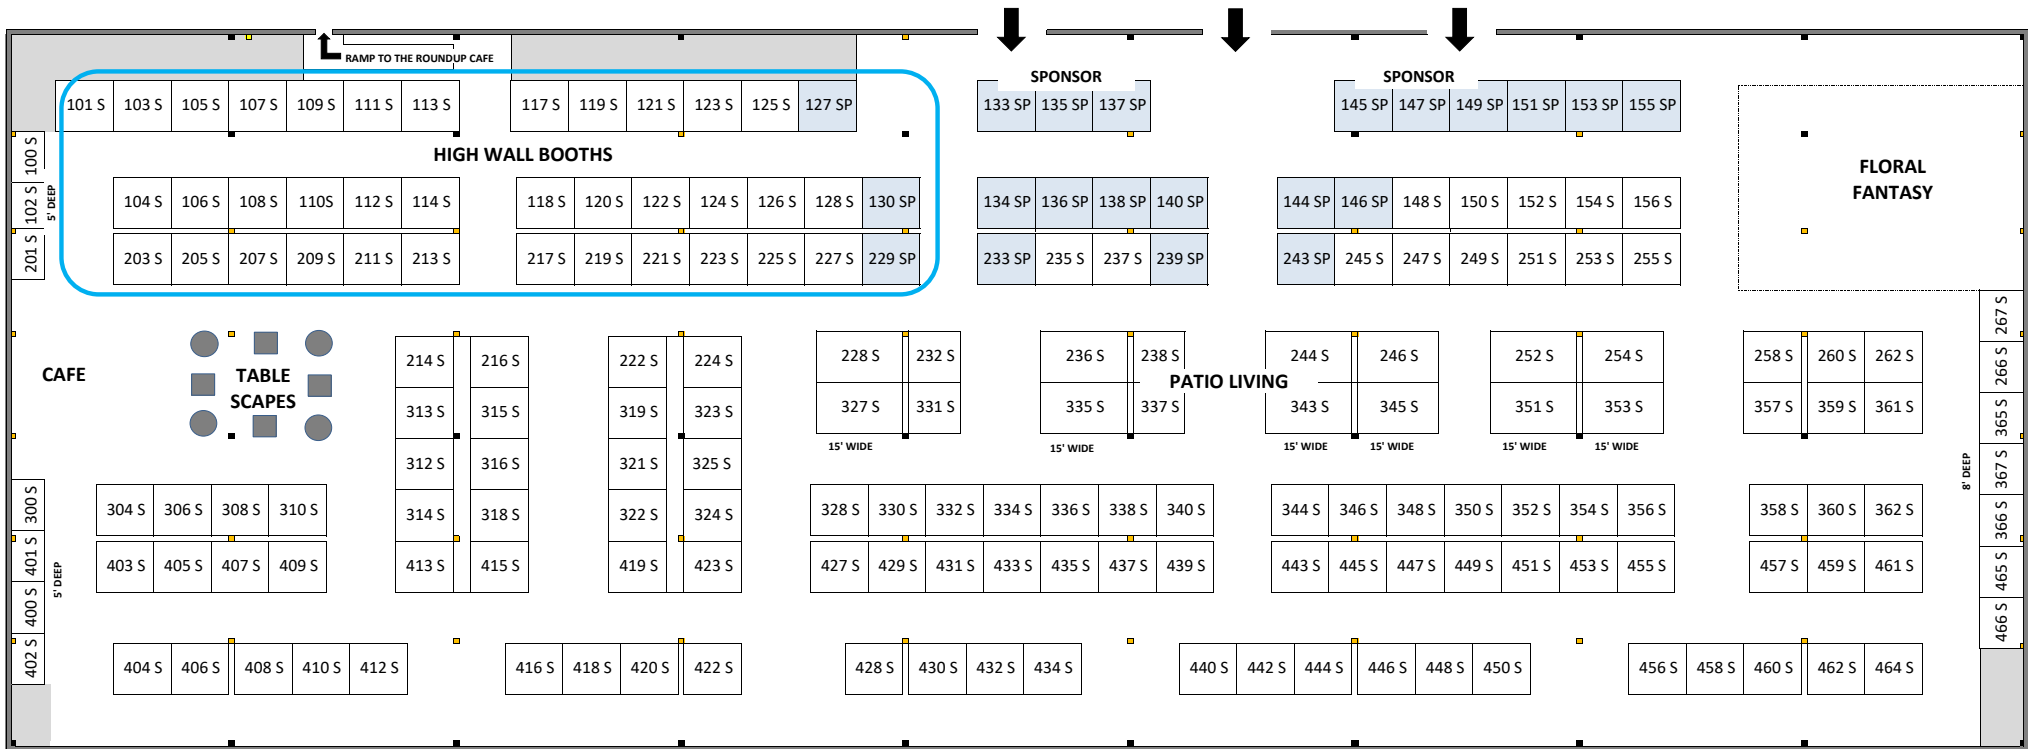 RAMP TO THE ROUNDUP CAFE
SPONSOR
SPONSOR
101 S 103 S 105 S 107 S 109 S 111 S 113 S 117 S 119 S 121 S 123 S 125 S 127 SP 133 SP 135 SP 137 SP 145 SP 147 SP 149 SP 151 SP 153 SP 155 SP
HIGH WALL BOOTHS
FLORAL
FANTASY
100 S
102 S
201 S
5' DEEP
104 S 106 S 108 S 110S 112 S 114 S 118 S 120 S 122 S 124 S 126 S 128 S 130 SP 134 SP 136 SP 138 SP 140 SP 144 SP 146 SP 148 S 150 S 152 S 154 S 156 S
203 S 205 S 207 S 209 S 211 S 213 S 217 S 219 S 221 S 223 S 225 S 227 S 229 SP 233 SP 235 S 237 S 239 SP 243 SP 245 S 247 S 249 S 251 S 253 S 255 S
CAFE
TABLE
SCAPES
214 S 216 S 222 S 224 S 228 S 232 S 236 S 238 S 244 S 246 S 252 S 254 S 258 S 260 S 262 S
PATIO LIVING
313 S 315 S 319 S 323 S 327 S 331 S 335 S 337 S 343 S 345 S 351 S 353 S 357 S 359 S 361 S
15' WIDE 15' WIDE 15' WIDE 15' WIDE 15' WIDE 15' WIDE
312 S 316 S 321 S 325 S
267 S
266 S
365 S
367 S
366 S
465 S
466 S
8' DEEP
300 S
401 S
400 S
402 S
5' DEEP
304 S 306 S 308 S 310 S 314 S 318 S 322 S 324 S 328 S 330 S 332 S 334 S 336 S 338 S 340 S 344 S 346 S 348 S 350 S 352 S 354 S 356 S 358 S 360 S 362 S
403 S 405 S 407 S 409 S 413 S 415 S 419 S 423 S 427 S 429 S 431 S 433 S 435 S 437 S 439 S 443 S 445 S 447 S 449 S 451 S 453 S 455 S 457 S 459 S 461 S
404 S 406 S 408 S 410 S 412 S 416 S 418 S 420 S 422 S 428 S 430 S 432 S 434 S 440 S 442 S 444 S 446 S 448 S 450 S 456 S 458 S 460 S 462 S 464 S